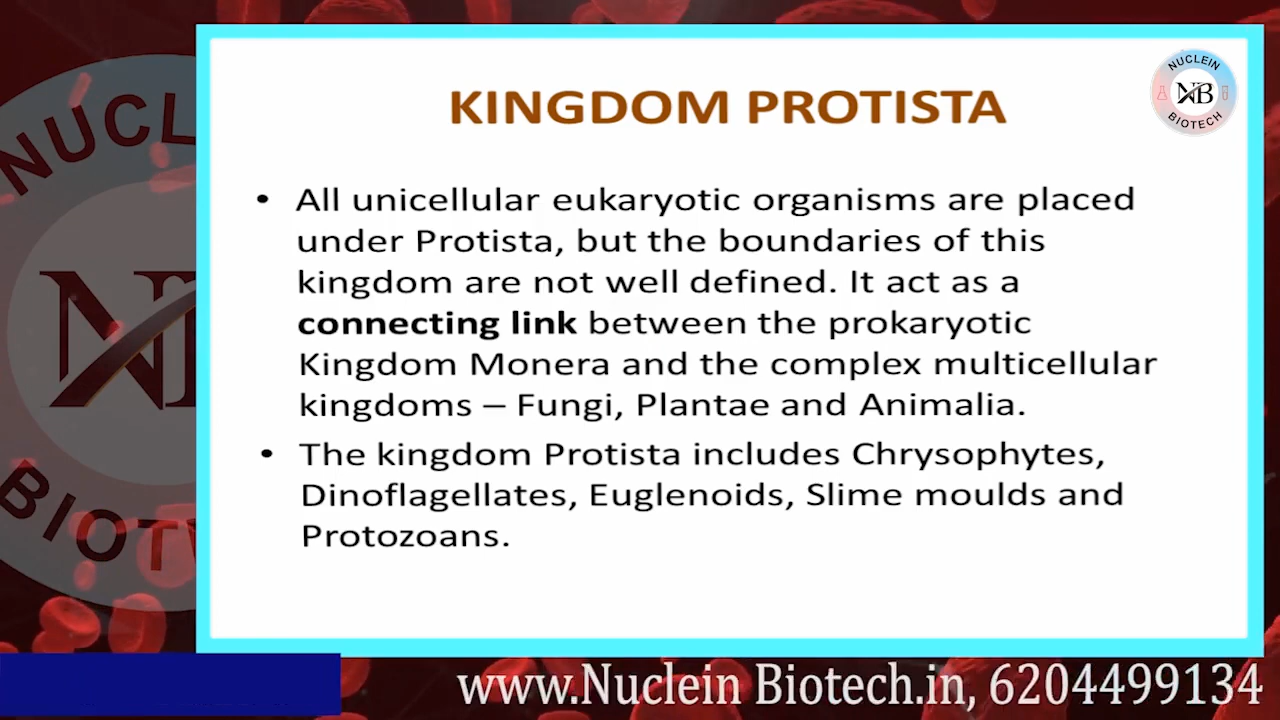 KINGDOM PROTISTA
NUCLEIN
NB
BIOTECH
• All unicellular eukaryotic organisms are placed
under Protista, but the boundaries of this
kingdom are not well defined. It act as a
connecting link between the prokaryotic
Kingdom Monera and the complex multicellular
kingdoms – Fungi, Plantae and Animalia.
• The kingdom Protista includes Chrysophytes,
Dinoflagellates, Euglenoids, Slime moulds and
Protozoans.
NUCL
N
BIOT
www.Nuclein Biotech.in, 6204499134